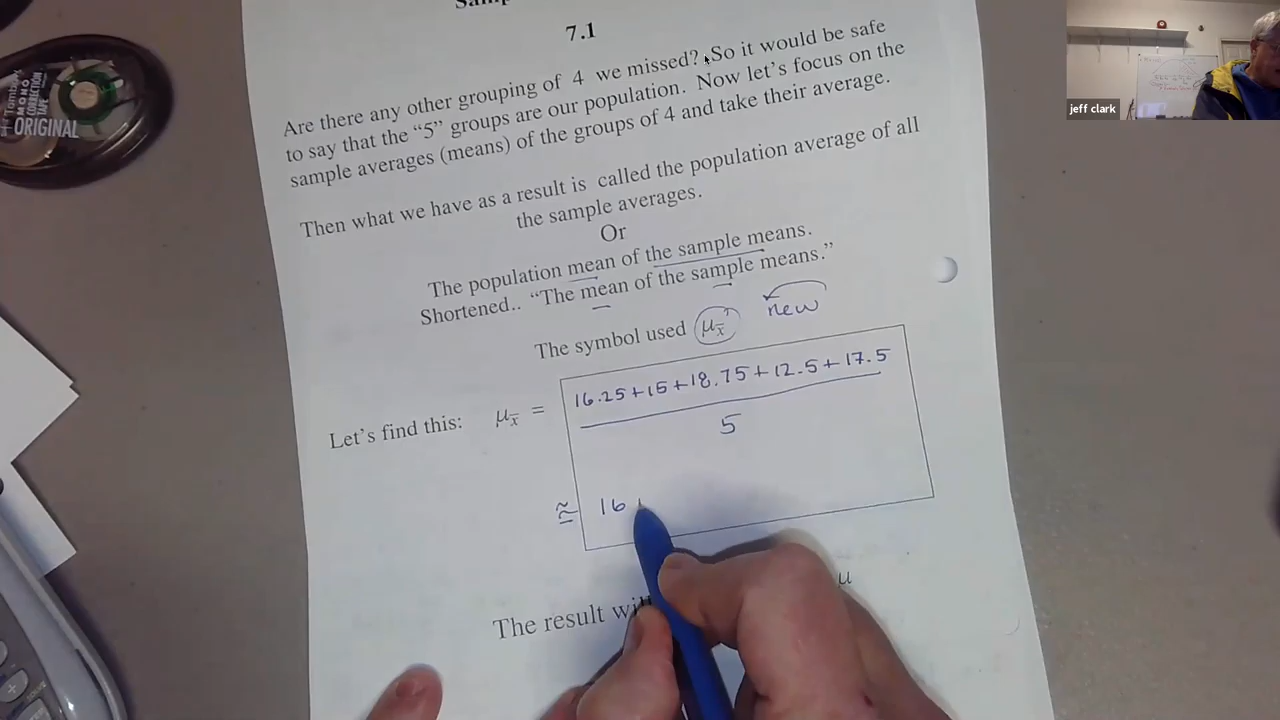 7.1
Are there any other grouping of 4 we missed? So it would be safe
to say that the “5” groups are our population. Now let’s focus on the
sample averages (means) of the groups of 4 and take their average.
Then what we have as a result is called the population average of all
the sample averages.
Or
The population mean of the sample means.
Shortened.. “The mean of the sample means.”
The symbol used μx̅ new
Let’s find this: μx̅ =
16.25+15+18.75+12.5+17.5
5
≅ 16
The result
μ
Tombow
MONO
CORRECTION
TAPE
ORIGINAL
jeff clark